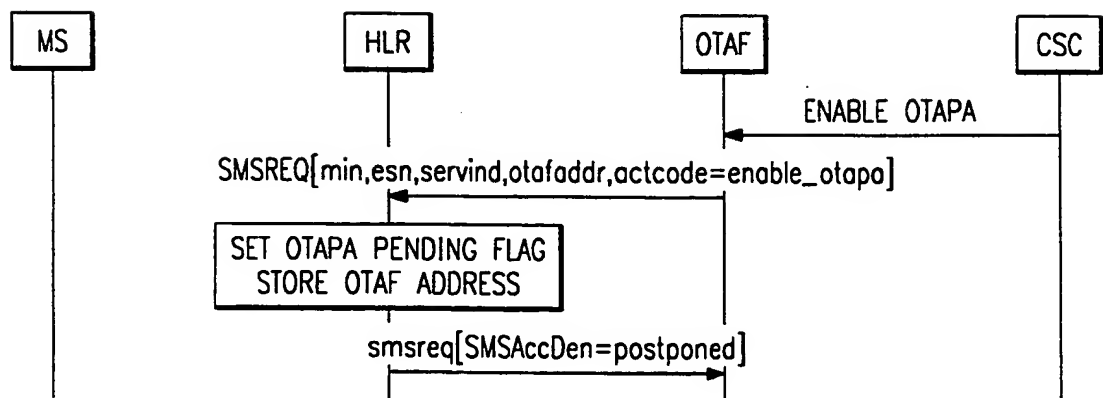 MS
HLR
OTAF
CSC
ENABLE OTAPA
SMSREQ[min,esn,servind,otafaddr,actcode=enable_otapa]
SET OTAPA PENDING FLAG
STORE OTAF ADDRESS
smsreq[SMSAccDen=postponed]